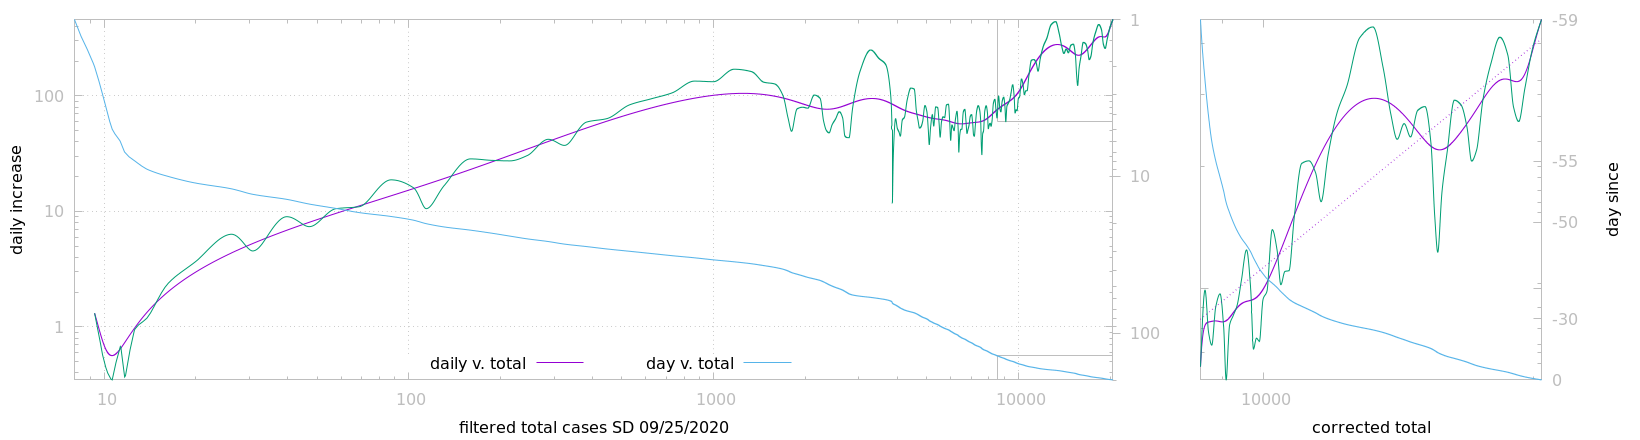 1
-59
100
daily increase
10
-55
10
-50
day since
1
100
-30
daily v. total
day v. total
0
10
100
1000
10000
10000
filtered total cases SD 09/25/2020
corrected total